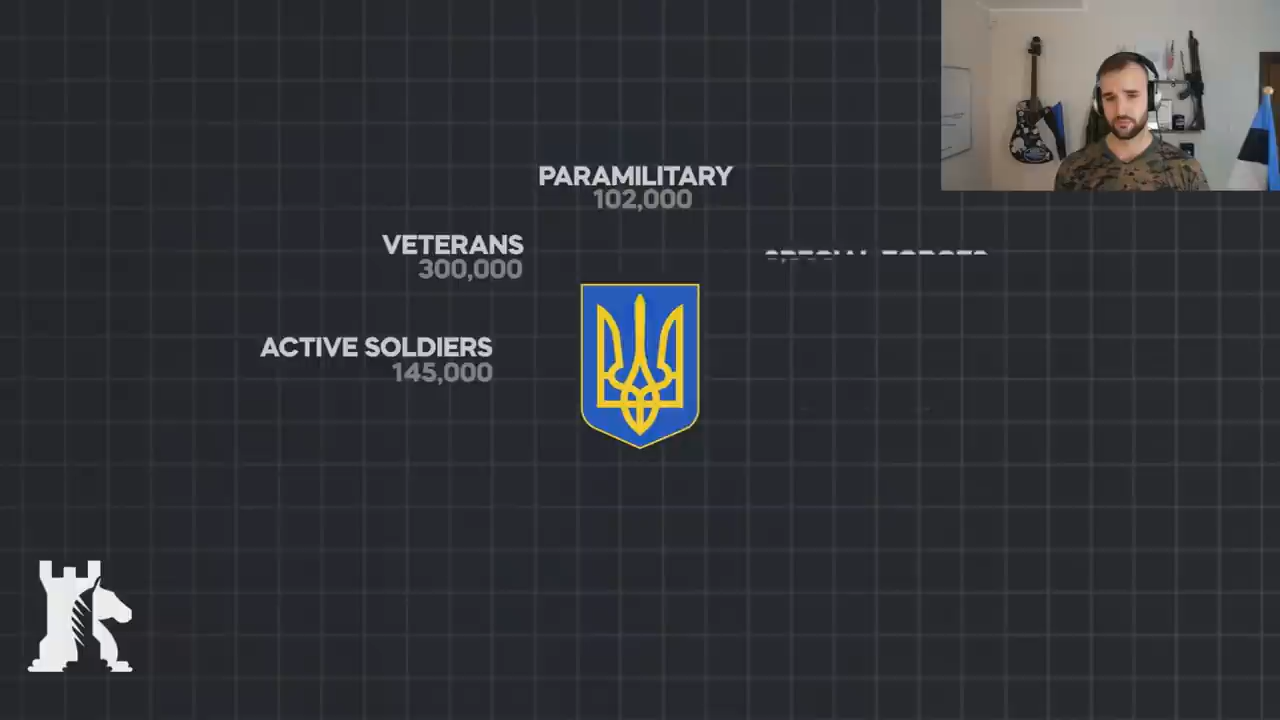 PARAMILITARY
102,000
VETERANS
300,000
ACTIVE SOLDIERS
145,000